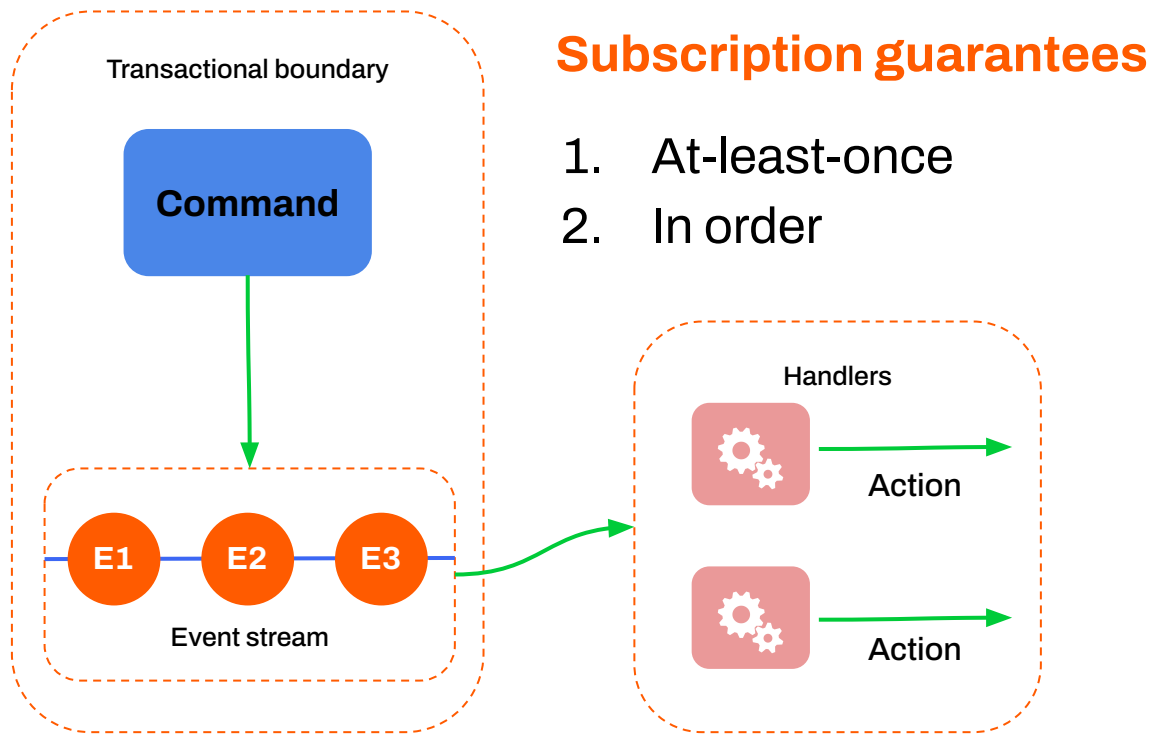 Transactional boundary
Command
E1 E2 E3
Event stream
Subscription guarantees
1. At-least-once
2. In order
Handlers
Action
Action